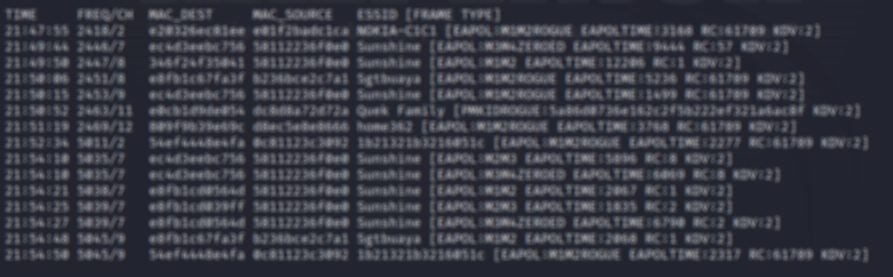 TIME FREQ/CH MAC_DEST MAC_SOURCE ESSID [FRAME TYPE]
21:47:55 2418/2 NOKIA-C1C1 [EAPOL:M1M2ROGUE EAPOLTIME:3168 RC:61789 KDV:2]
21:49:44 2446/7 ec4d3eebc756 58112236f0e0 Sunshine [EAPOL:M3M4ZEROED EAPOLTIME:9444 RC:57 KDV:2]
21:49:50 2447/8 58112236f0e0 Sunshine [EAPOL:M1M2 EAPOLTIME:12206 RC:1 KDV:2]
21:50:06 2451/8 e8fb1c67fa3f b236bce2c7a1 Sgtbuaya [EAPOL:M1M2ROGUE EAPOLTIME:5236 RC:61789 KDV:2]
21:50:15 2453/9 ec4d3eebc756 58112236f0e0 Sunshine [EAPOL:M1M2ROGUE EAPOLTIME:1499 RC:61789 KDV:2]
21:50:52 2463/11 Quek Family KDV:2]
21:51:19 2469/12 home362 [EAPOL:M1M2ROGUE EAPOLTIME:3768 RC:61789 KDV:2]
21:52:34 5011/2 54ef444de4fa 0c81123c3092 1b21321b3216051c [EAPOL:M1M2ROGUE EAPOLTIME:2277 RC:61789 KDV:2]
21:54:10 5035/7 ec4d3eebc756 58112236f0e0 Sunshine [EAPOL:M2M3 EAPOLTIME:5096 RC:8 KDV:2]
21:54:10 5035/7 ec4d3eebc756 58112236f0e0 Sunshine [EAPOL:M3M4ZEROED EAPOLTIME:6069 RC:8 KDV:2]
21:54:21 5038/7 e8fb1cd0564d 58112236f0e0 Sunshine [EAPOL:M1M2 EAPOLTIME:2067 RC:1 KDV:2]
21:54:25 5039/7 e8fb1cd039ff 58112236f0e0 Sunshine [EAPOL:M2M3 EAPOLTIME:1835 RC:2 KDV:2]
21:54:27 5039/7 e8fb1cd0564d 58112236f0e0 Sunshine [EAPOL:M3M4ZEROED EAPOLTIME:6790 RC:2 KDV:2]
21:54:48 5045/9 e8fb1c67fa3f b236bce2c7a1 Sgtbuaya [EAPOL:M1M2 EAPOLTIME:2068 RC:1 KDV:2]
21:54:50 5045/9 54ef444de4fa 0c81123c3092 1b21321b3216051c [EAPOL:M1M2ROGUE EAPOLTIME:2317 RC:61789 KDV:2]